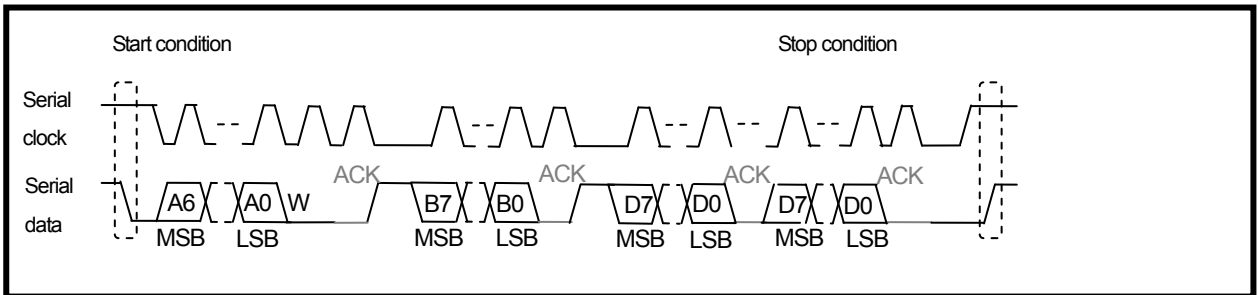 Start condition Stop condition
Serial
clock
ACK ACK ACK ACK
Serial
data
A6 A0 W B7 B0 D7 D0 D7 D0
MSB LSB MSB LSB MSB LSB MSB LSB